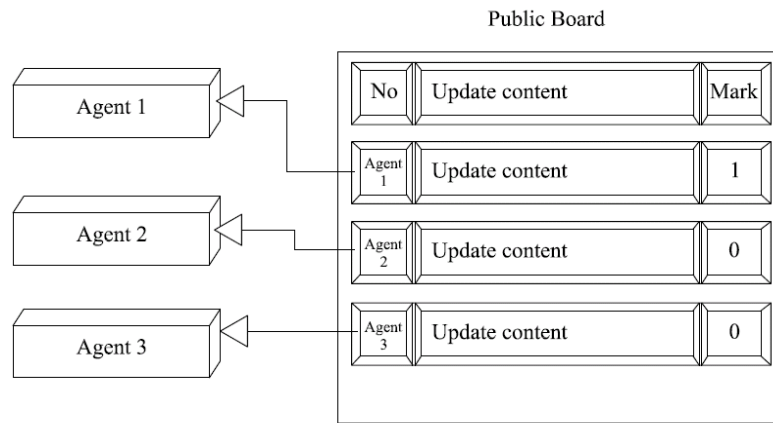 Public Board
No Update content Mark
Agent 1
Agent
1 Update content 1
Agent 2
Agent
2 Update content 0
Agent 3
Agent
3 Update content 0